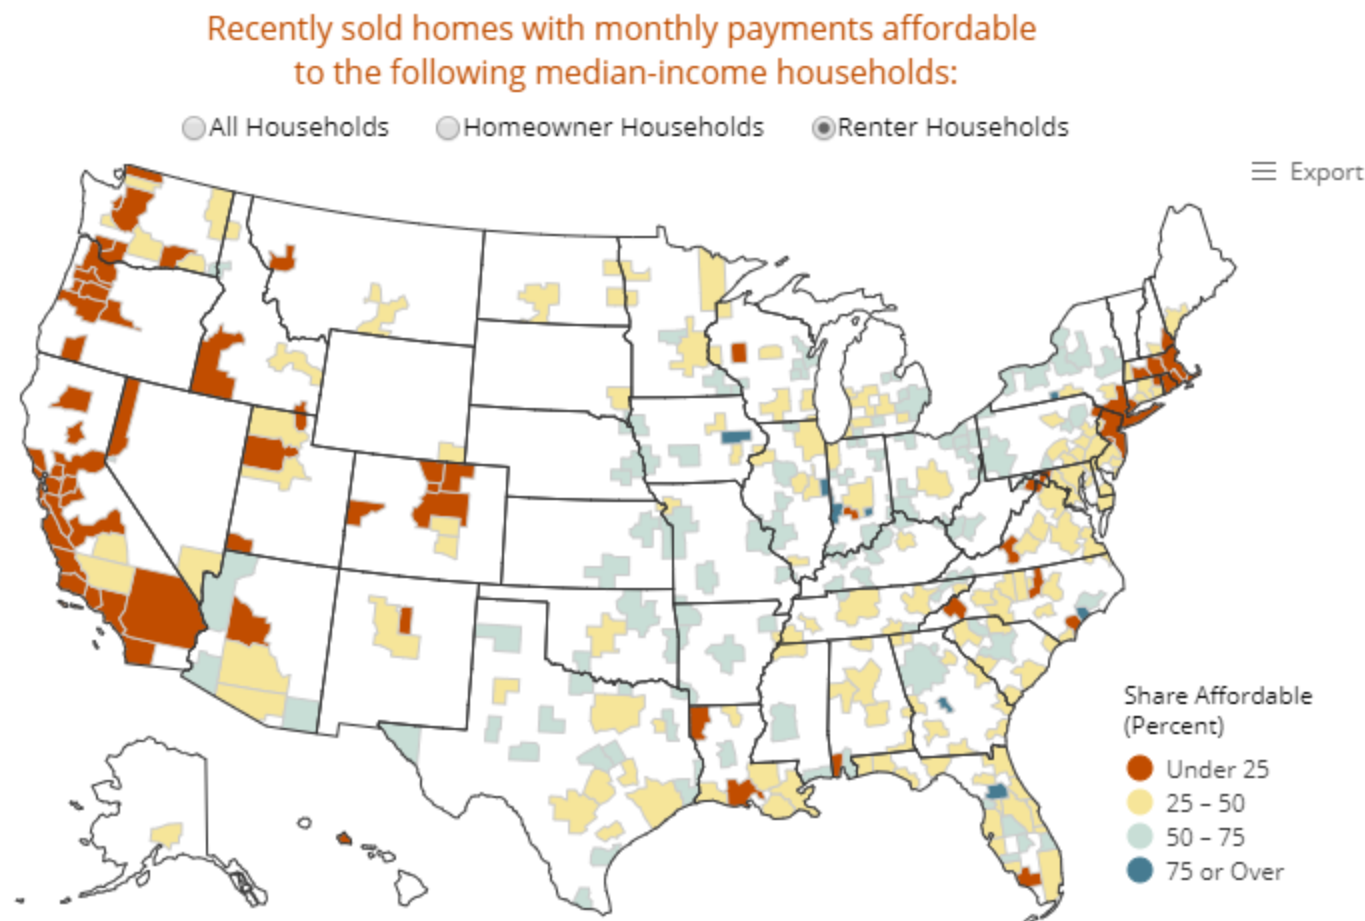 Recently sold homes with monthly payments affordable
to the following median-income households:
All Households Homeowner Households Renter Households
Export
Share Affordable
(Percent)
Under 25
25 – 50
50 – 75
75 or Over